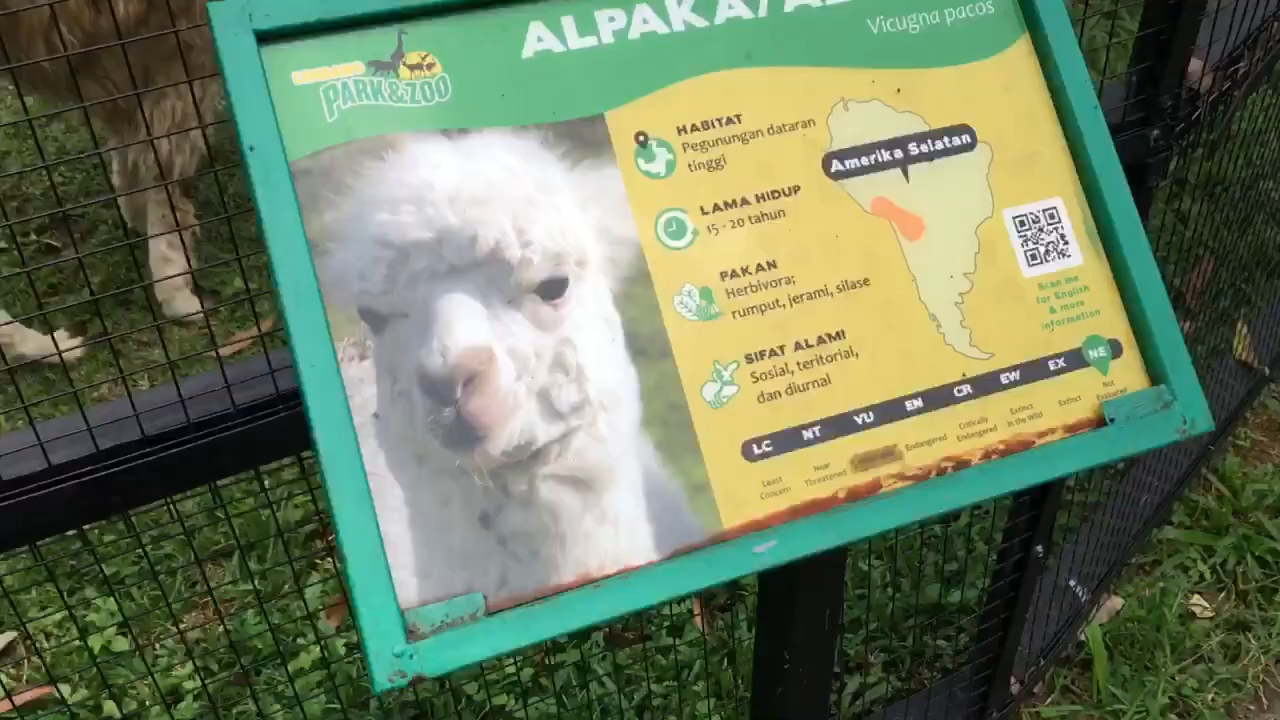 ALPAKA/AL
Vicugna pacos
PARK&ZOO
HABITAT
Pegunungan dataran
tinggi
LAMA HIDUP
15 - 20 tahun
PAKAN
Herbivora;
rumput, jerami, silase
SIFAT ALAMI
Sosial, teritorial,
dan diurnal
Amerika Selatan
Scan me
for English
& more
information
LC NT VU EN CR EW EX NE
Least
Concern
Near
Threatened
Endangered
Critically
Endangered
Extinct
in the Wild
Extinct
Not
Evaluated